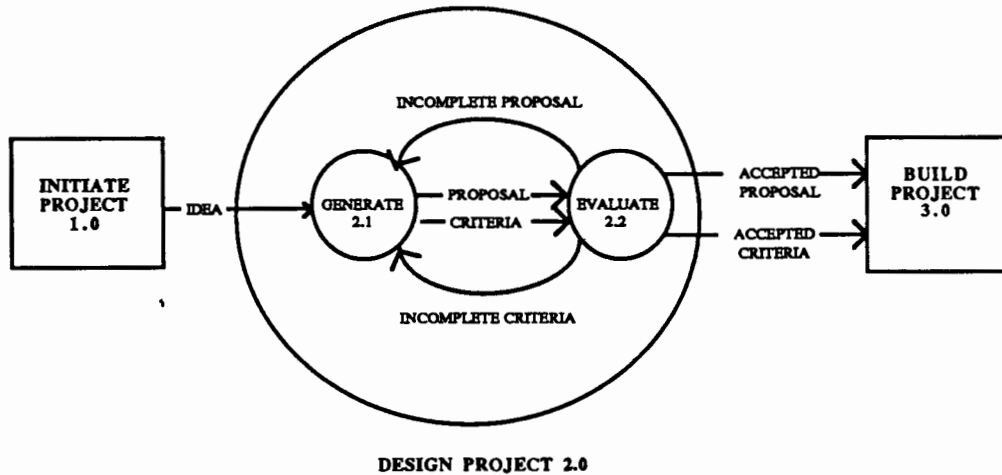 INCOMPLETE PROPOSAL
INITIATE
PROJECT
1.0
IDEA
GENERATE
2.1
PROPOSAL
CRITERIA
EVALUATE
2.2
ACCEPTED
PROPOSAL
ACCEPTED
CRITERIA
BUILD
PROJECT
3.0
INCOMPLETE CRITERIA
DESIGN PROJECT 2.0